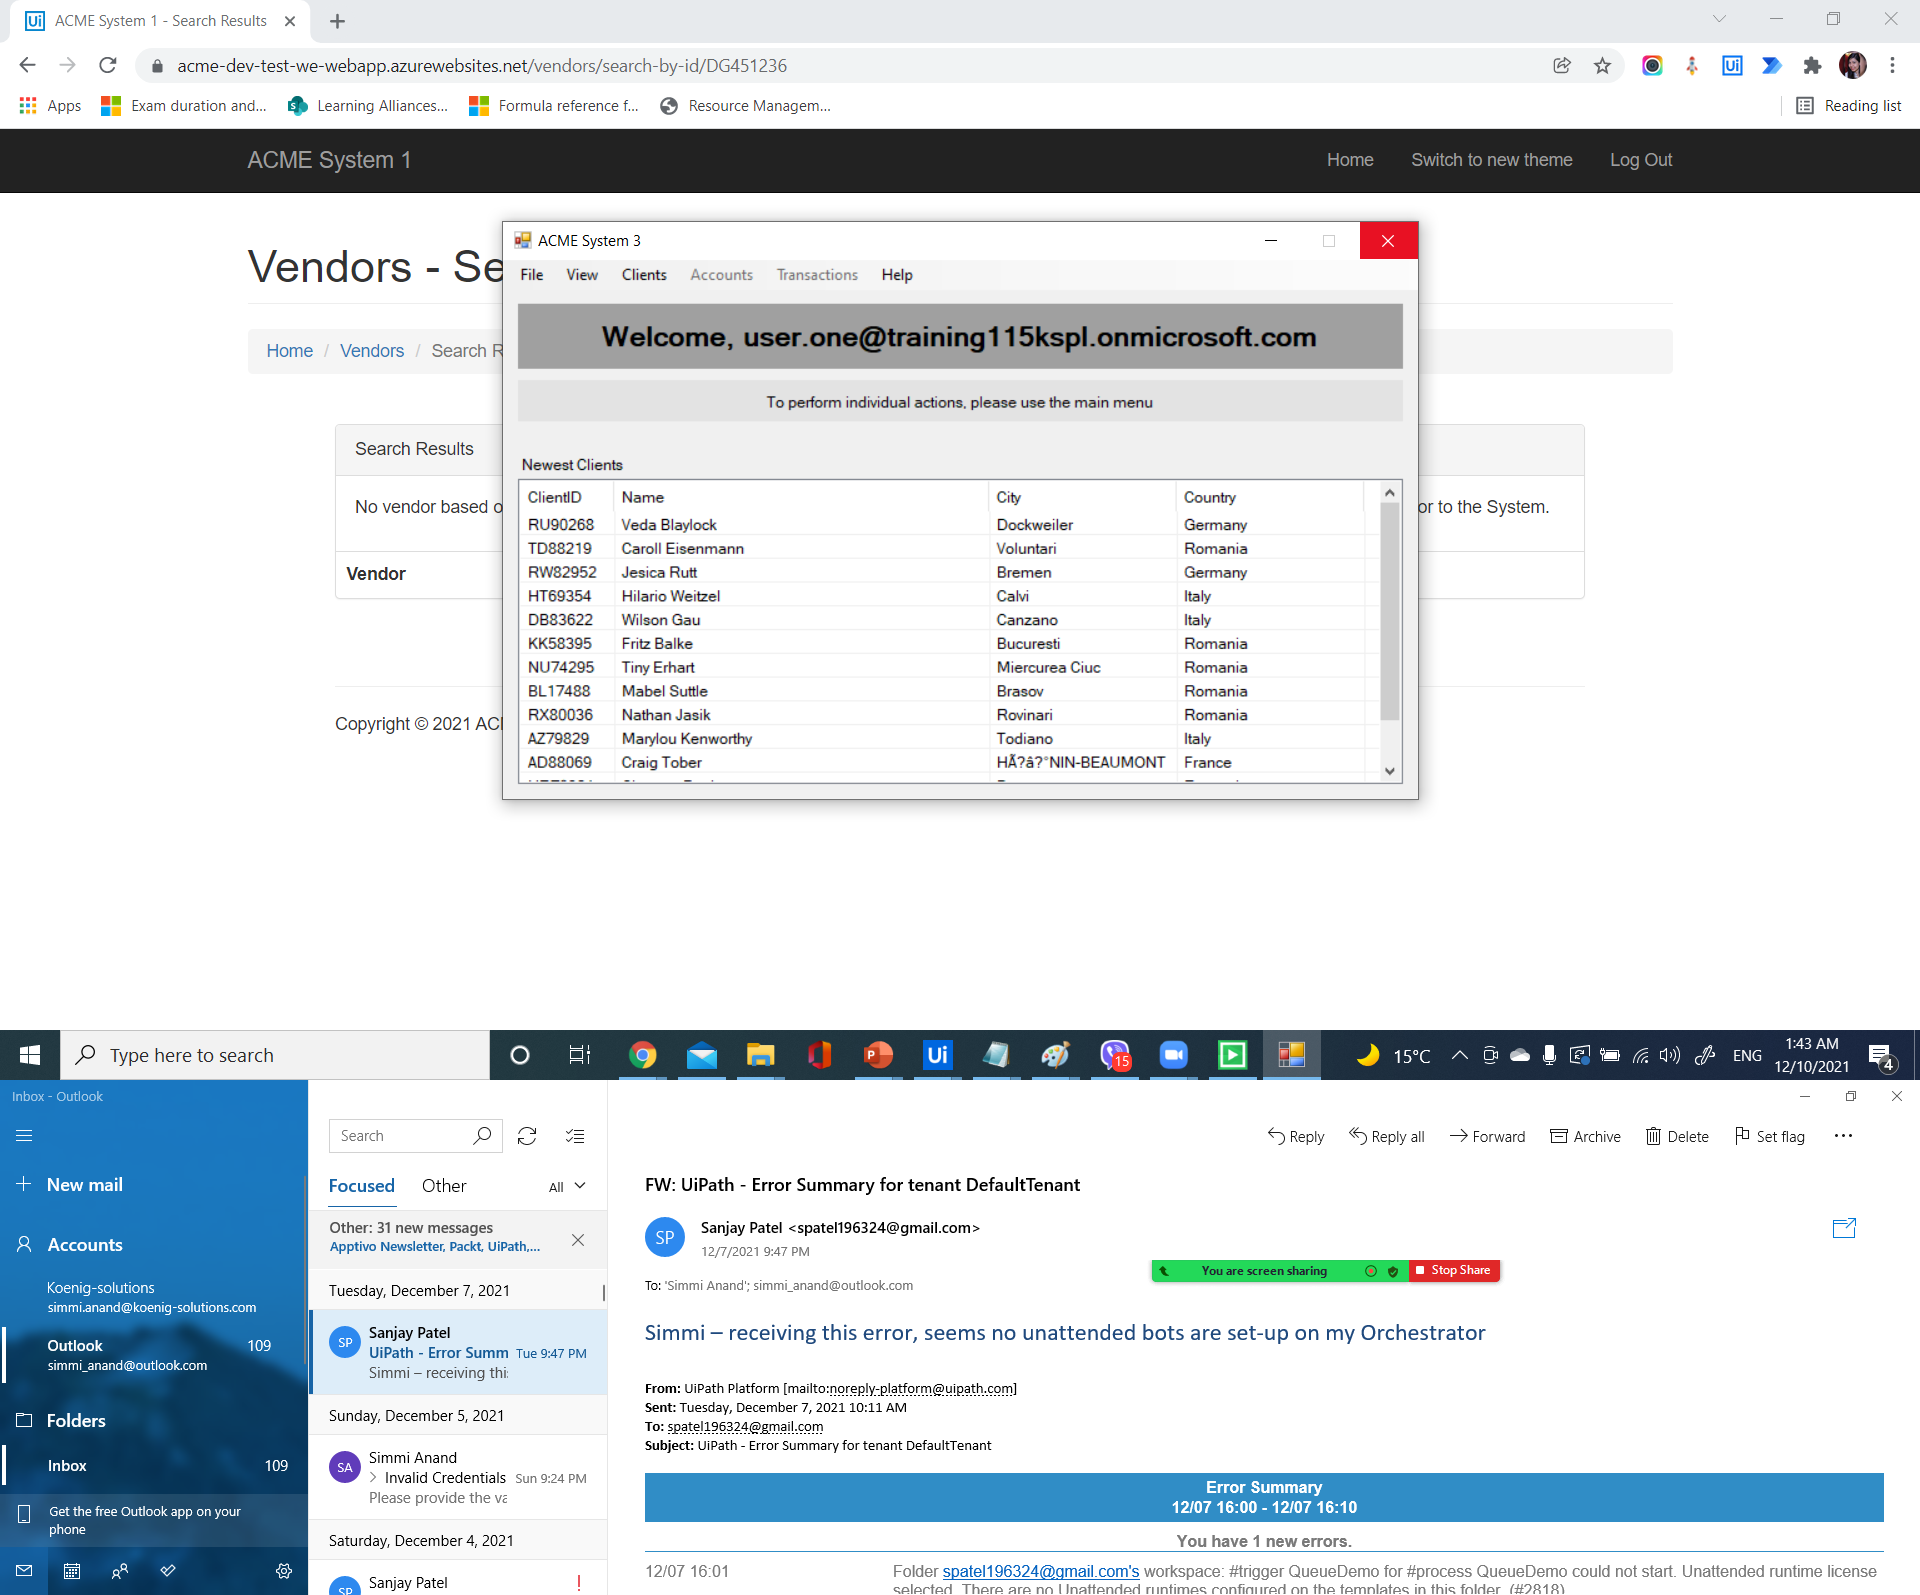 ACME System 1 - Search Results
acme-dev-test-we-webapp.azurewebsites.net/vendors/search-by-id/DG451236
Apps Exam duration and... Learning Alliances... Formula reference f... Resource Managem... Reading list
ACME System 1 Home Switch to new theme Log Out
Vendors - Se
Home / Vendors / Search R
Search Results
No vendor based o
or to the System.
Vendor
Copyright © 2021 AC
ACME System 3
File View Clients Accounts Transactions Help
Welcome, user.one@training115kspl.onmicrosoft.com
To perform individual actions, please use the main menu
Newest Clients
ClientID Name City Country
RU90268 Veda Blaylock Dockweiler Germany
TD88219 Caroll Eisenmann Voluntari Romania
RW82952 Jesica Rutt Bremen Germany
HT69354 Hilario Weitzel Calvi Italy
DB83622 Wilson Gau Canzano Italy
KK58395 Fritz Balke Bucuresti Romania
NU74295 Tiny Erhart Miercurea Ciuc Romania
BL17488 Mabel Suttle Brasov Romania
RX80036 Nathan Jasik Rovinari Romania
AZ79829 Marylou Kenworthy Todiano Italy
AD88069 Craig Tober HÃ?â?°NIN-BEAUMONT France
Type here to search
Ui
15
15°C
ENG
1:43 AM
12/10/2021
4
Inbox - Outlook
New mail
Accounts
Koenig-solutions
simmi.anand@koenig-solutions.com
Outlook 109
simmi_anand@outlook.com
Folders
Inbox 109
Get the free Outlook app on your
phone
Search
Focused Other All
Other: 31 new messages
Apptivo Newsletter, Packt, UiPath,...
Tuesday, December 7, 2021
SP
Sanjay Patel
UiPath - Error Summ Tue 9:47 PM
Simmi – receiving this
Sunday, December 5, 2021
SA
Simmi Anand
> Invalid Credentials Sun 9:24 PM
Please provide the va
Saturday, December 4, 2021
SP
Sanjay Patel !
Reply Reply all Forward Archive Delete Set flag ...
FW: UiPath - Error Summary for tenant DefaultTenant
SP
Sanjay Patel <spatel196324@gmail.com>
12/7/2021 9:47 PM
You are screen sharing Stop Share
To: 'Simmi Anand'; simmi_anand@outlook.com
Simmi – receiving this error, seems no unattended bots are set-up on my Orchestrator
From: UiPath Platform [mailto:noreply-platform@uipath.com]
Sent: Tuesday, December 7, 2021 10:11 AM
To: spatel196324@gmail.com
Subject: UiPath - Error Summary for tenant DefaultTenant
Error Summary
12/07 16:00 - 12/07 16:10
You have 1 new errors.
12/07 16:01 Folder spatel196324@gmail.com's workspace: #trigger QueueDemo for #process QueueDemo could not start. Unattended runtime license
selected. There are no Unattended runtimes configured on the templates in this folder. (#2818)